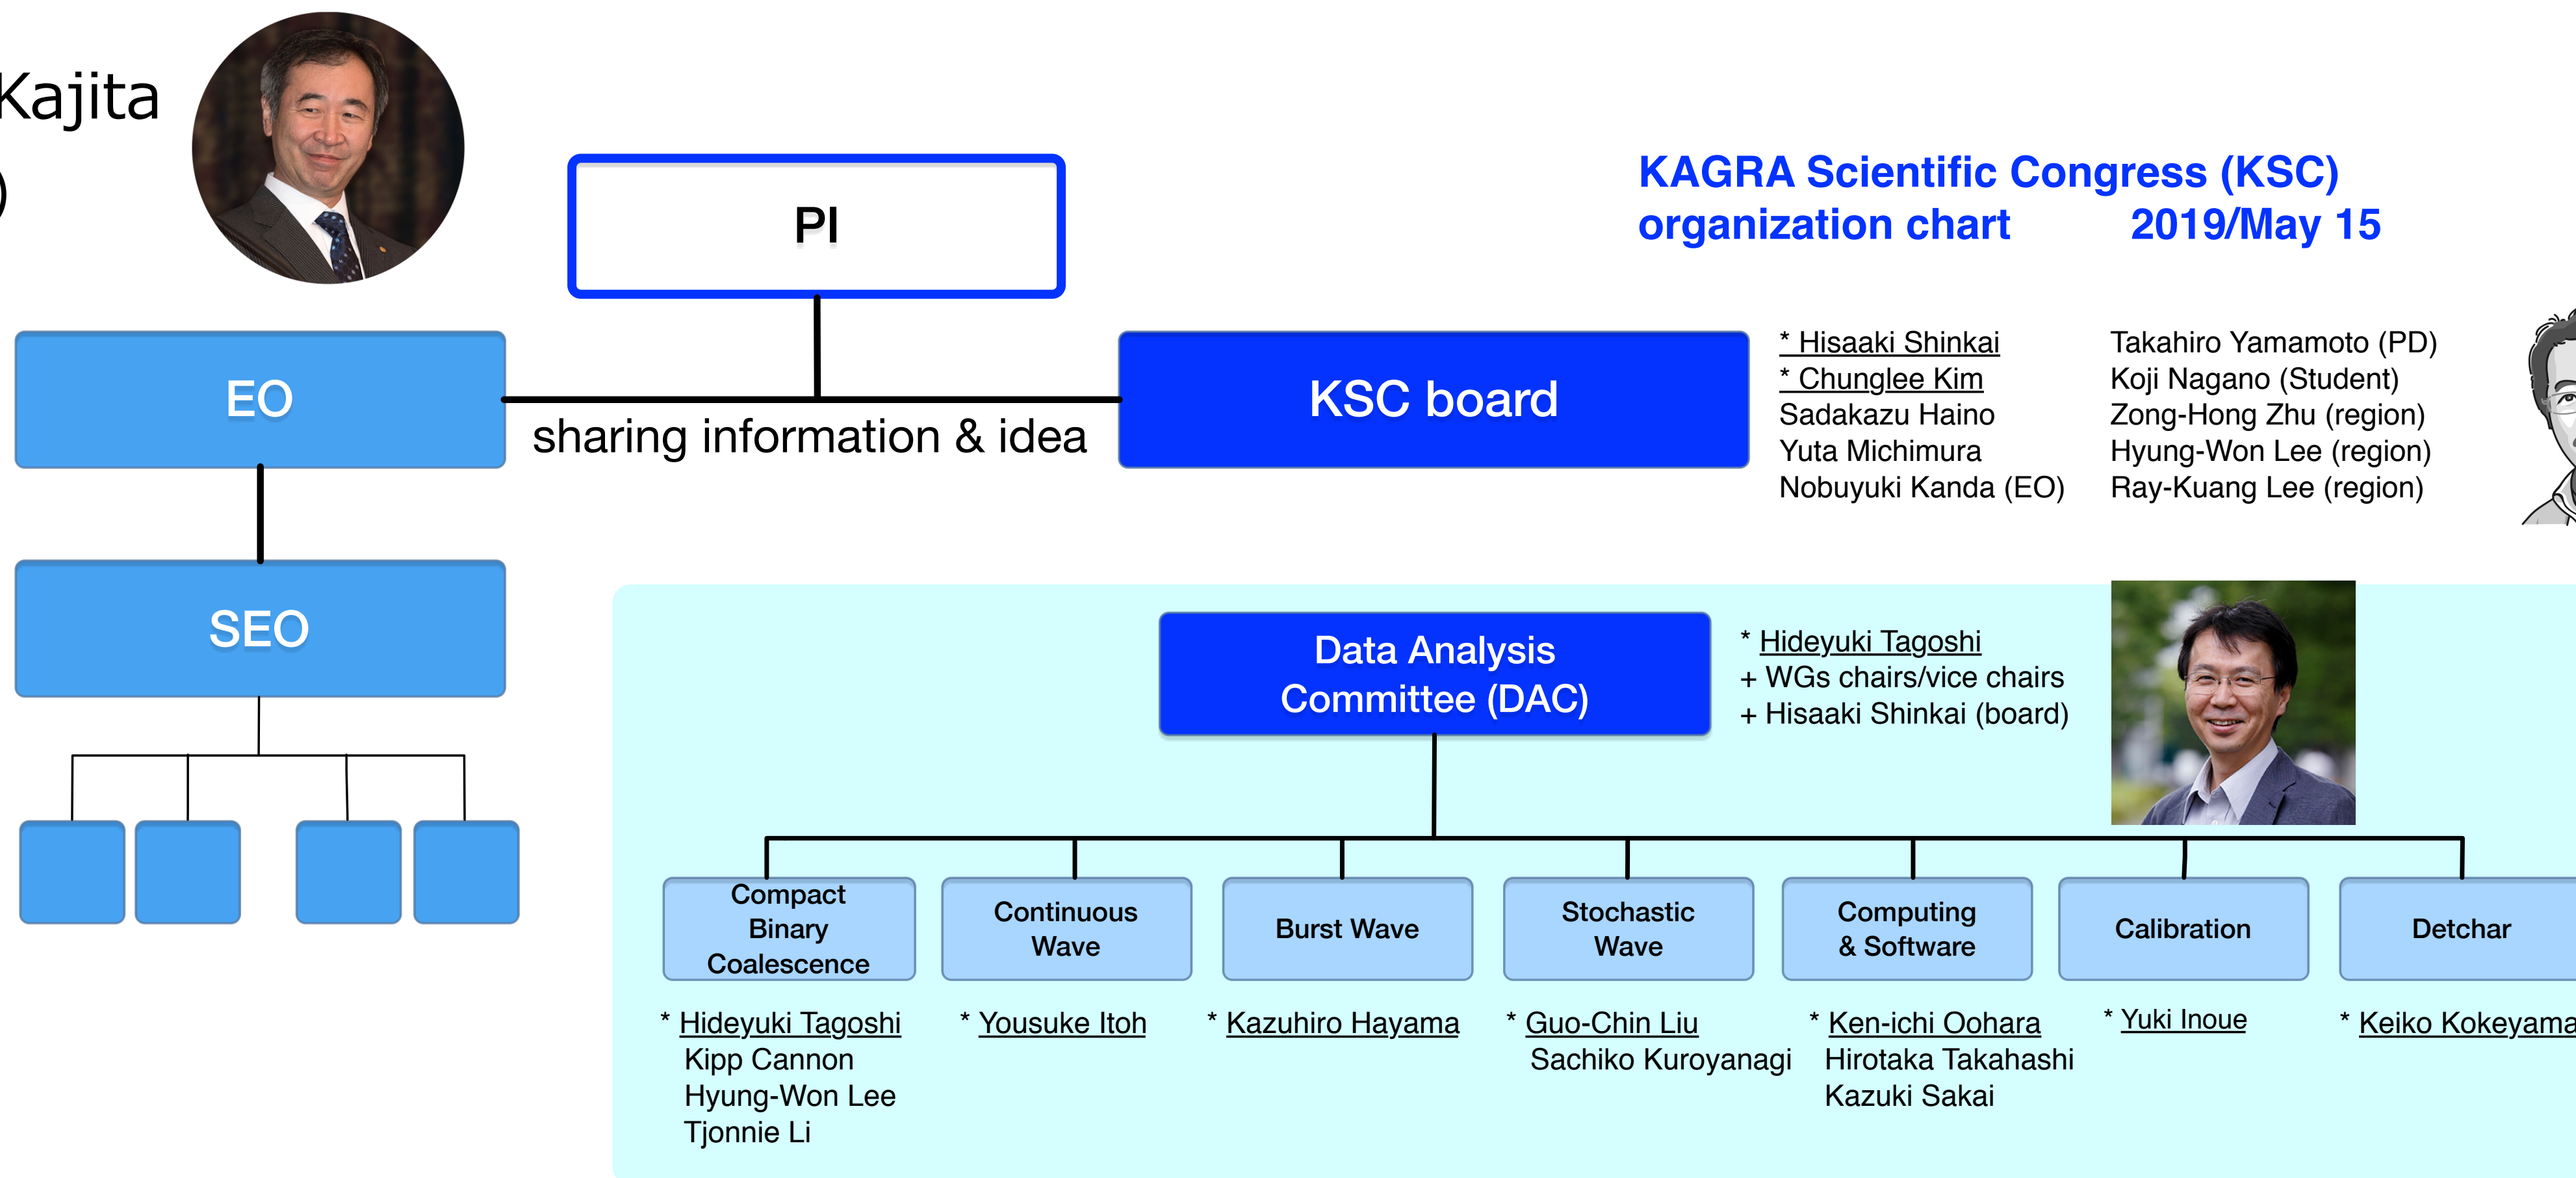 Kajita
)
PI
KAGRA Scientific Congress (KSC)
organization chart 2019/May 15
EO
sharing information & idea
KSC board
* Hisaaki Shinkai
* Chunglee Kim
Sadakazu Haino
Yuta Michimura
Nobuyuki Kanda (EO)
Takahiro Yamamoto (PD)
Koji Nagano (Student)
Zong-Hong Zhu (region)
Hyung-Won Lee (region)
Ray-Kuang Lee (region)
SEO
Data Analysis
Committee (DAC)
* Hideyuki Tagoshi
+ WGs chairs/vice chairs
+ Hisaaki Shinkai (board)
Compact
Binary
Coalescence
Continuous
Wave
Burst Wave
Stochastic
Wave
Computing
& Software
Calibration
Detchar
* Hideyuki Tagoshi
Kipp Cannon
Hyung-Won Lee
Tjonnie Li
* Yousuke Itoh
* Kazuhiro Hayama
* Guo-Chin Liu
Sachiko Kuroyanagi
* Ken-ichi Oohara
Hirotaka Takahashi
Kazuki Sakai
* Yuki Inoue
* Keiko Kokeyama